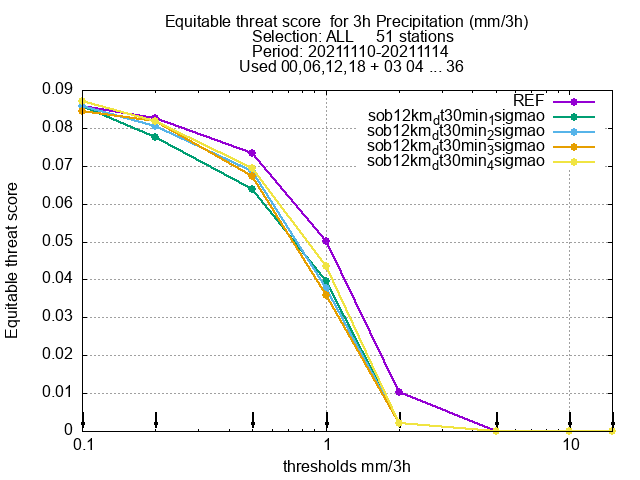 Equitable threat score  for 3h Precipitation (mm/3h)
Selection: ALL     51 stations
Period: 20211110-20211114
Used 00,06,12,18 + 03 04 ... 36
REF
sob12km_dt30min_1sigmao
sob12km_dt30min_2sigmao
sob12km_dt30min_3sigmao
sob12km_dt30min_4sigmao
Equitable threat score
0.09
0.08
0.07
0.06
0.05
0.04
0.03
0.02
0.01
0
0.1 1 10
thresholds mm/3h